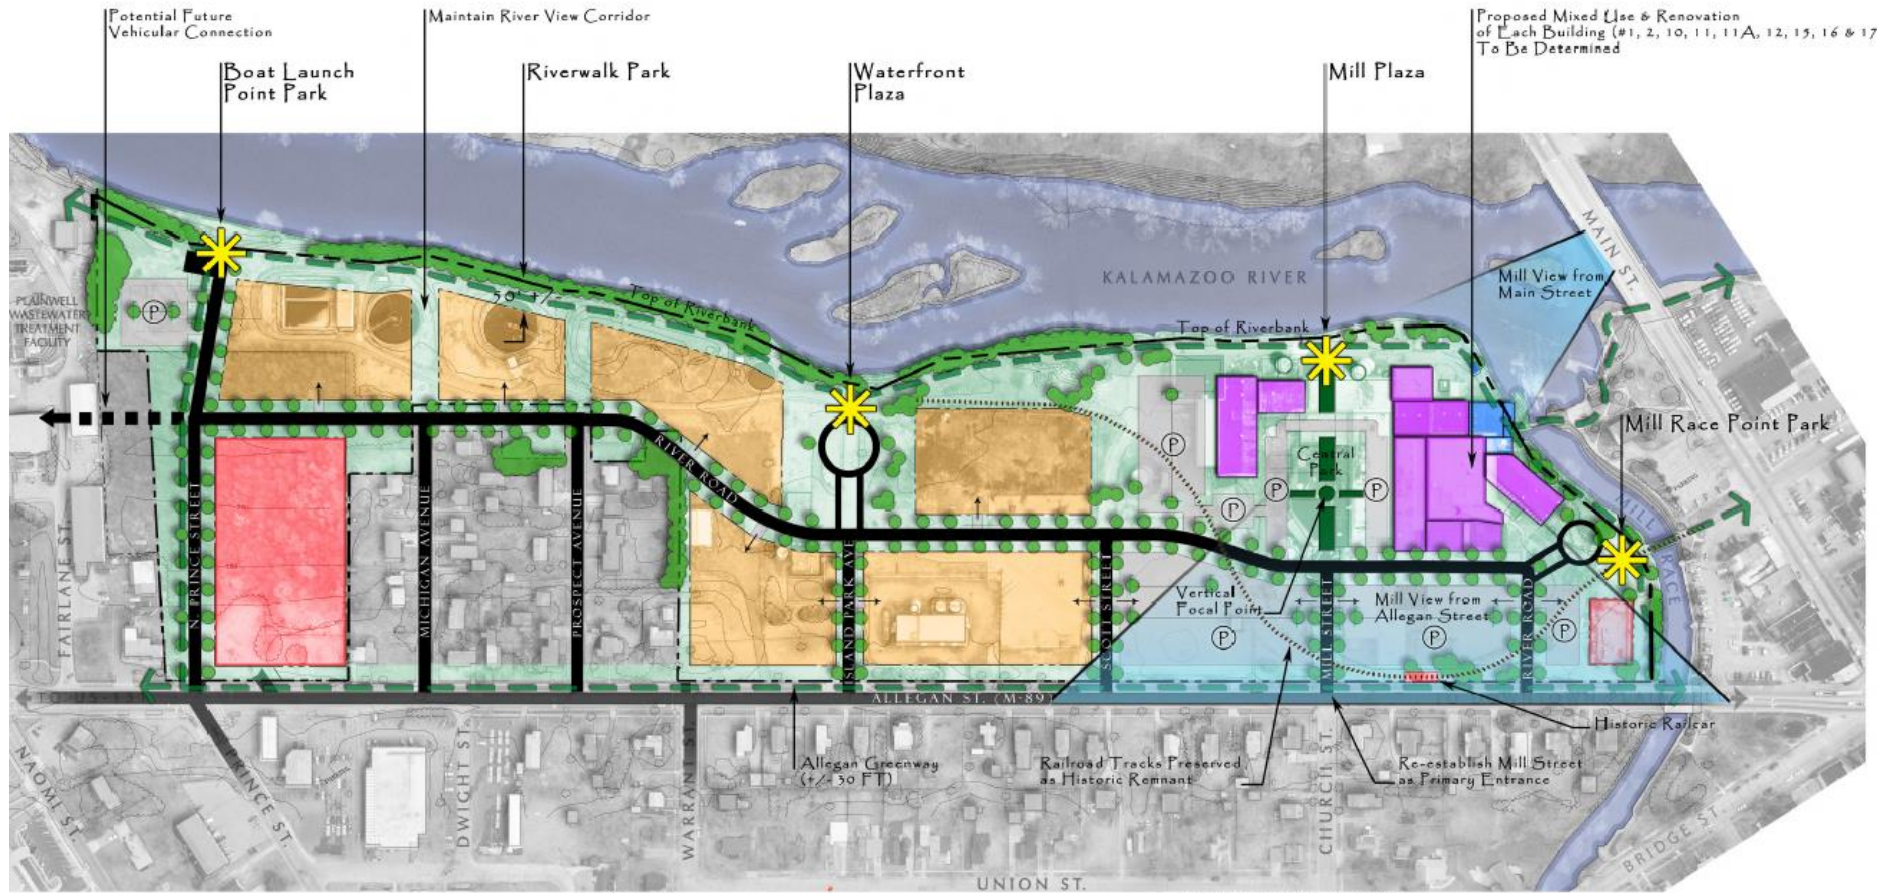 Potential Future
Vehicular Connection
Maintain River View Corridor
Proposed Mixed Use & Renovation
of Each Building (#1, 2, 10, 11, 11A, 12, 15, 16 & 17
To Be Determined
Boat Launch
Point Park
Riverwalk Park
Waterfront
Plaza
Mill Plaza
MAIN ST.
KALAMAZOO RIVER
Mill View from
Main Street
PLAINWELL
WASTEWATER
TREATMENT
FACILITY
P
50' +/-
Top of Riverbank
Top of Riverbank
Mill Race Point Park
RIVER ROAD
P
Central
Park
P
P
P
MILL RACE
PARKING
FAIRLANE ST.
N. PRINCE STREET
MICHIGAN AVENUE
PROSPECT AVENUE
ISLAND PARK AVE
SCOTT STREET
Vertical
Focal Point
MILL STREET
Mill View from
Allegan Street
RIVER ROAD
P
P
P
ALLEGAN ST. (M-89)
Historic Railcar
NAOMI ST.
PRINCE ST.
DWIGHT ST.
WARRANT ST.
Allegan Greenway
(+/- 30 FT)
Railroad Tracks Preserved
as Historic Remnant
CHURCH ST.
Re-establish Mill Street
as Primary Entrance
BRIDGE ST.
UNION ST.